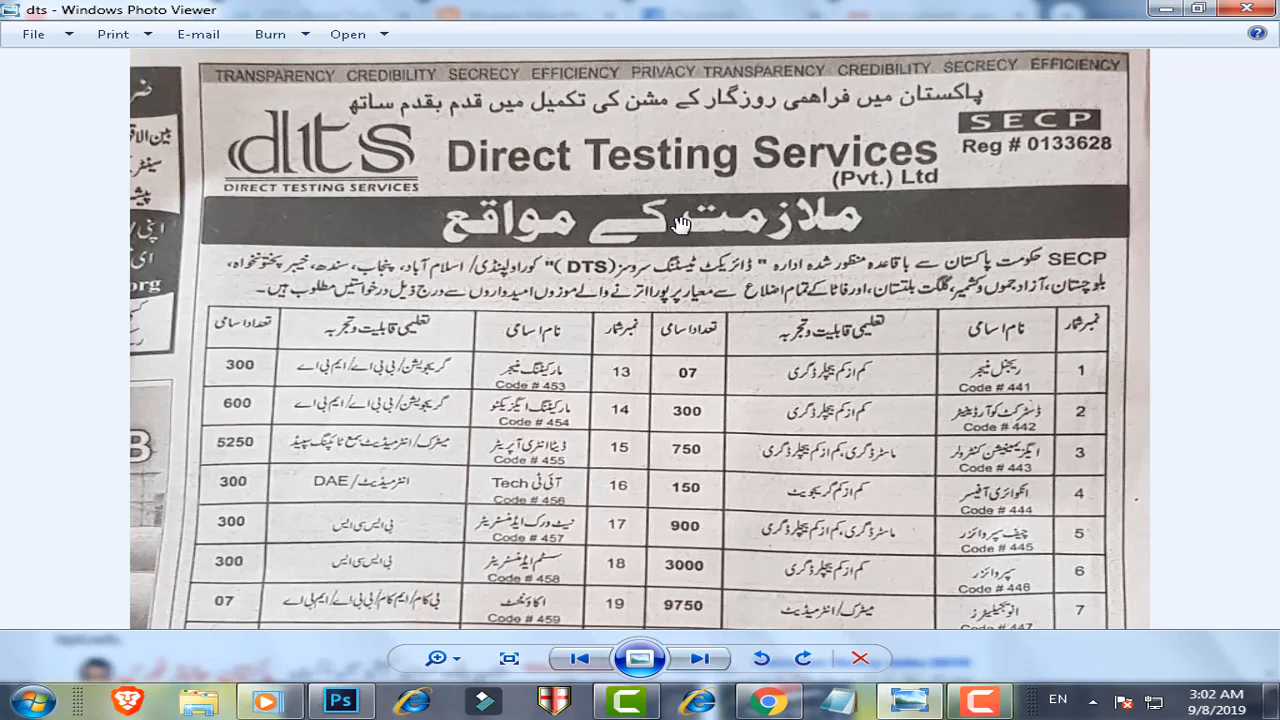 dts - Windows Photo Viewer
File Print E-mail Burn Open
TRANSPARENCY CREDIBILITY SECRECY EFFICIENCY PRIVACY TRANSPARENCY CREDIBILITY SECRECY EFFICIENCY
پاکستان میں فراهمی روزگار کے مشن کی تکمیل میں قدم بقدم ساتھ
dts
DIRECT TESTING SERVICES
Direct Testing Services
(Pvt.) Ltd
SECP
Reg # 0133628
ملازمت کے مواقع
SECP حکومت پاکستان سے باقاعدہ منظور شدہ ادارہ "ڈائریکٹ ٹیسٹنگ سروسز (DTS)" کو راولپنڈی/ اسلام آباد، پنجاب، سندھ، خیبر پختونخواہ،
بلوچستان، آزاد جموں و کشمیر، گلگت بلتستان، اور فاٹا کے تمام اضلاع سے معیار پر پورا اترنے والے موزوں امیدواروں سے درج ذیل درخواستیں مطلوب ہیں۔
نمبر شمار نام اسامی تعلیمی قابلیت و تجربہ تعداد اسامی نمبر شمار نام اسامی تعلیمی قابلیت و تجربہ تعداد اسامی
1 ریجنل منیجر Code # 441 کم از کم بیچلر ڈگری 07 13 مارکیٹنگ منیجر Code # 453 گریجویشن/ بی بی اے/ ایم بی اے 300
2 ڈسٹرکٹ کوآرڈینیٹر Code # 442 کم از کم بیچلر ڈگری 300 14 مارکیٹنگ ایگزیکٹو Code # 454 گریجویشن/ بی بی اے/ ایم بی اے 600
3 ایگزیمینیشن کنٹرولر Code # 443 ماسٹر ڈگری، کم از کم بیچلر ڈگری 750 15 ڈیٹا انٹری آپریٹر Code # 455 میٹرک/ انٹرمیڈیٹ بمع ٹائپنگ سپیڈ 5250
4 انکوائری آفیسر Code # 444 کم از کم گریجویٹ 150 16 آئی ٹی Tech Code # 456 انٹرمیڈیٹ/ DAE 300
5 چیف سپروائزر Code # 445 ماسٹر ڈگری، کم از کم بیچلر ڈگری 900 17 نیٹ ورک ایڈمنسٹریٹر Code # 457 بی ایس سی ایس 300
6 سپروائزر Code # 446 کم از کم بیچلر ڈگری 3000 18 سسٹم ایڈمنسٹریٹر Code # 458 بی ایس سی ایس 300
7 انویجیلیٹرز Code # 447 میٹرک/ انٹرمیڈیٹ 9750 19 اکاؤنٹنٹ Code # 459 بی کام/ ایم کام/ بی بی اے/ ایم بی اے 07
EN
3:02 AM
9/8/2019